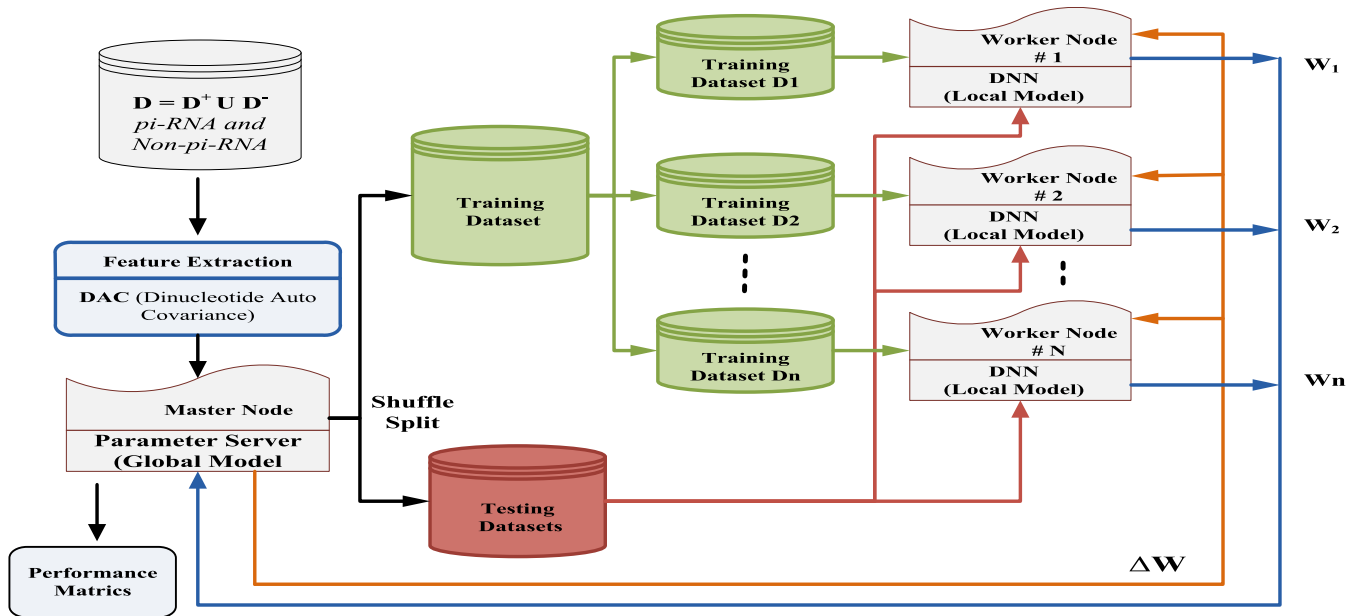 D = D⁺ U D⁻
pi-RNA and
Non-pi-RNA
Feature Extraction
DAC (Dinucleotide Auto
Covariance)
Master Node
Parameter Server
(Global Model
Performance
Matrics
Shuffle
Split
Training
Dataset
Testing
Datasets
Training
Dataset D1
Training
Dataset D2
Training
Dataset Dn
Worker Node
# 1
DNN
(Local Model)
Worker Node
# 2
DNN
(Local Model)
Worker Node
# N
DNN
(Local Model)
W₁
W₂
Wn
ΔW